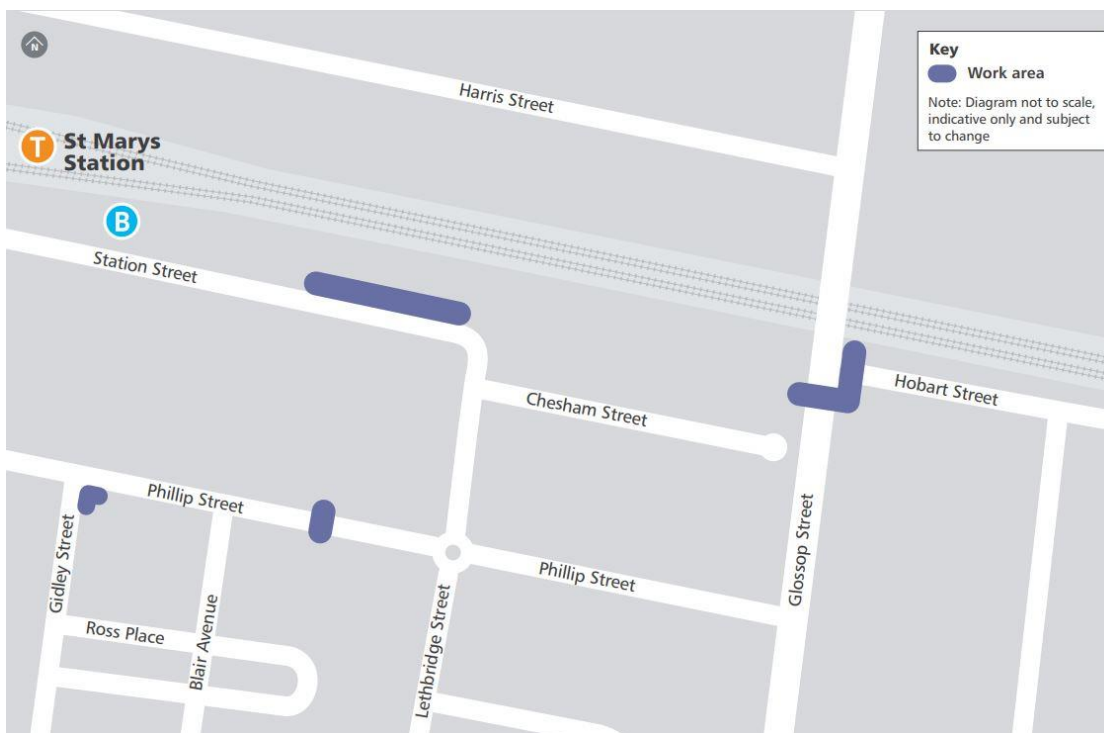 N
Harris Street
Key
Work area
Note: Diagram not to scale,
indicative only and subject
to change
T
St Marys
Station
B
Station Street
Hobart Street
Chesham Street
Phillip Street
Glossop Street
Gidley Street
Phillip Street
Ross Place
Blair Avenue
Lethbridge Street